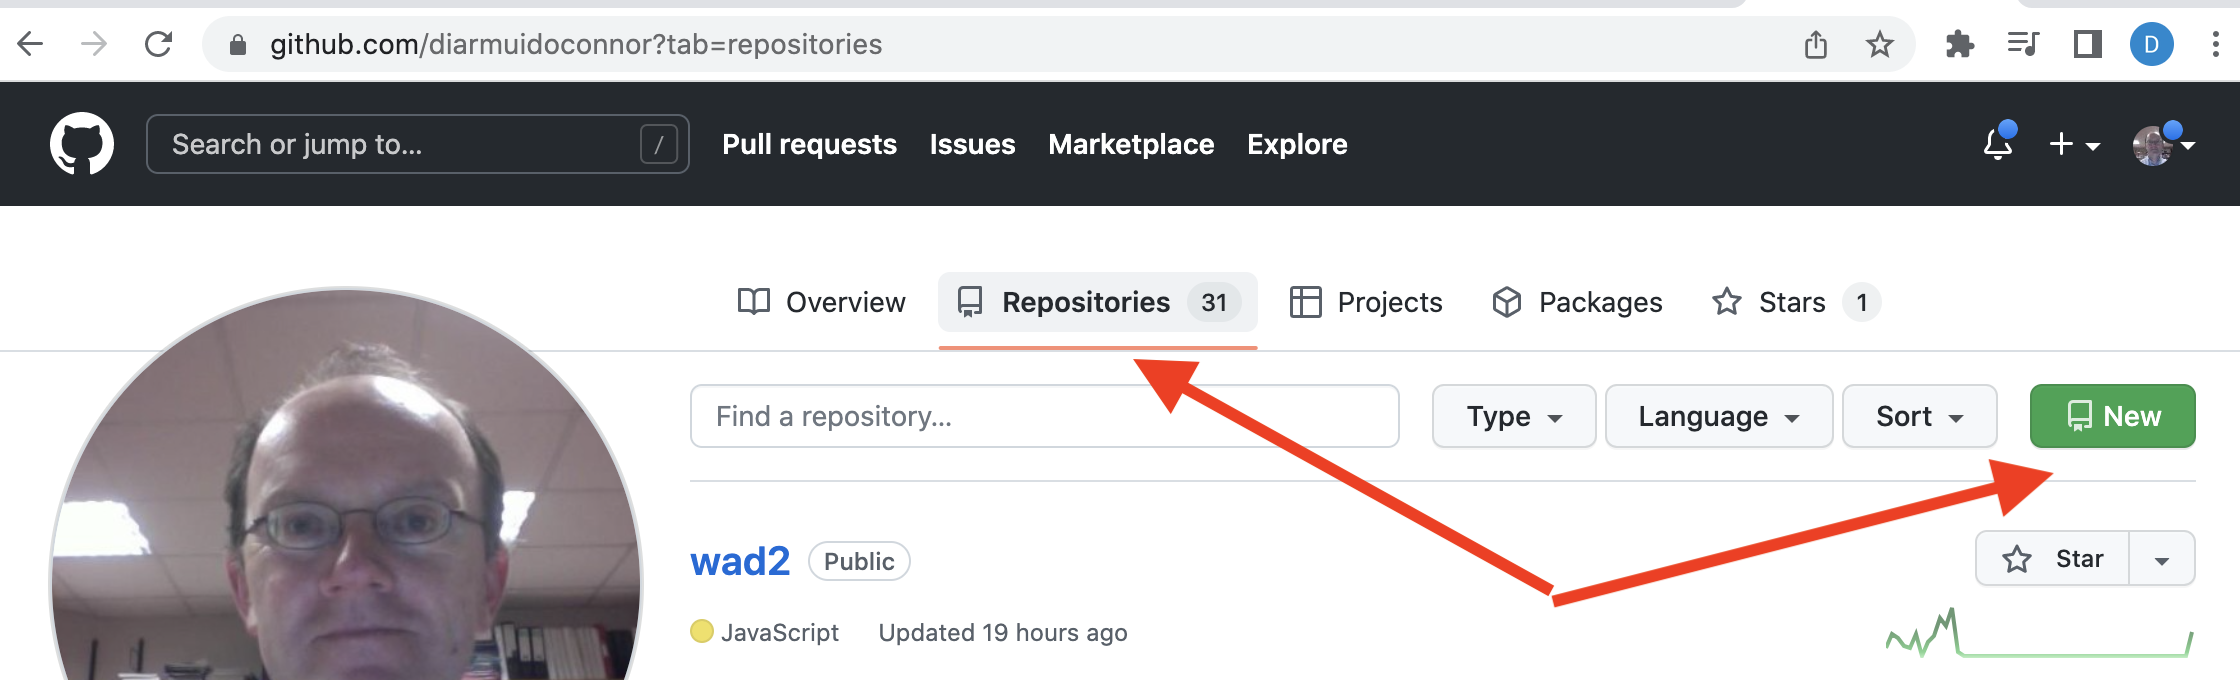 github.com/diarmuidoconnor?tab=repositories
D
Search or jump to...
/
Pull requests Issues Marketplace Explore
Overview Repositories 31 Projects Packages Stars 1
Find a repository...
Type Language Sort New
wad2 Public
Star
JavaScript Updated 19 hours ago